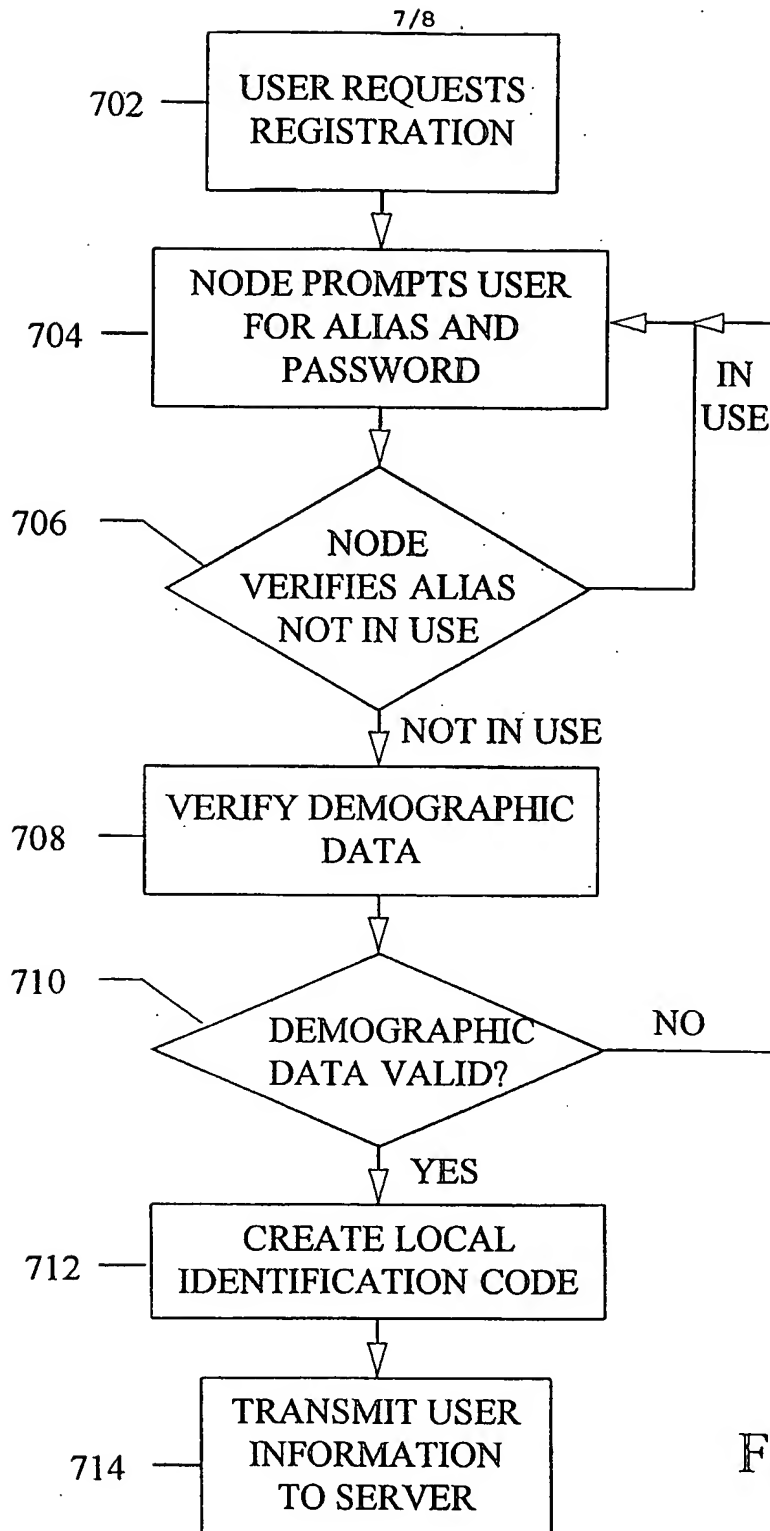 7/8
702
USER REQUESTS
REGISTRATION
704
NODE PROMPTS USER
FOR ALIAS AND
PASSWORD
IN
USE
706
NODE
VERIFIES ALIAS
NOT IN USE
NOT IN USE
708
VERIFY DEMOGRAPHIC
DATA
710
DEMOGRAPHIC
DATA VALID?
NO
YES
712
CREATE LOCAL
IDENTIFICATION CODE
714
TRANSMIT USER
INFORMATION
TO SERVER
F